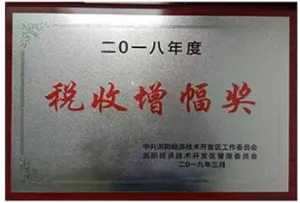 二〇一八年度
税收增幅奖
中共浏阳经济技术开发区工作委员会
浏阳经济技术开发区管理委员会
二〇一九年三月